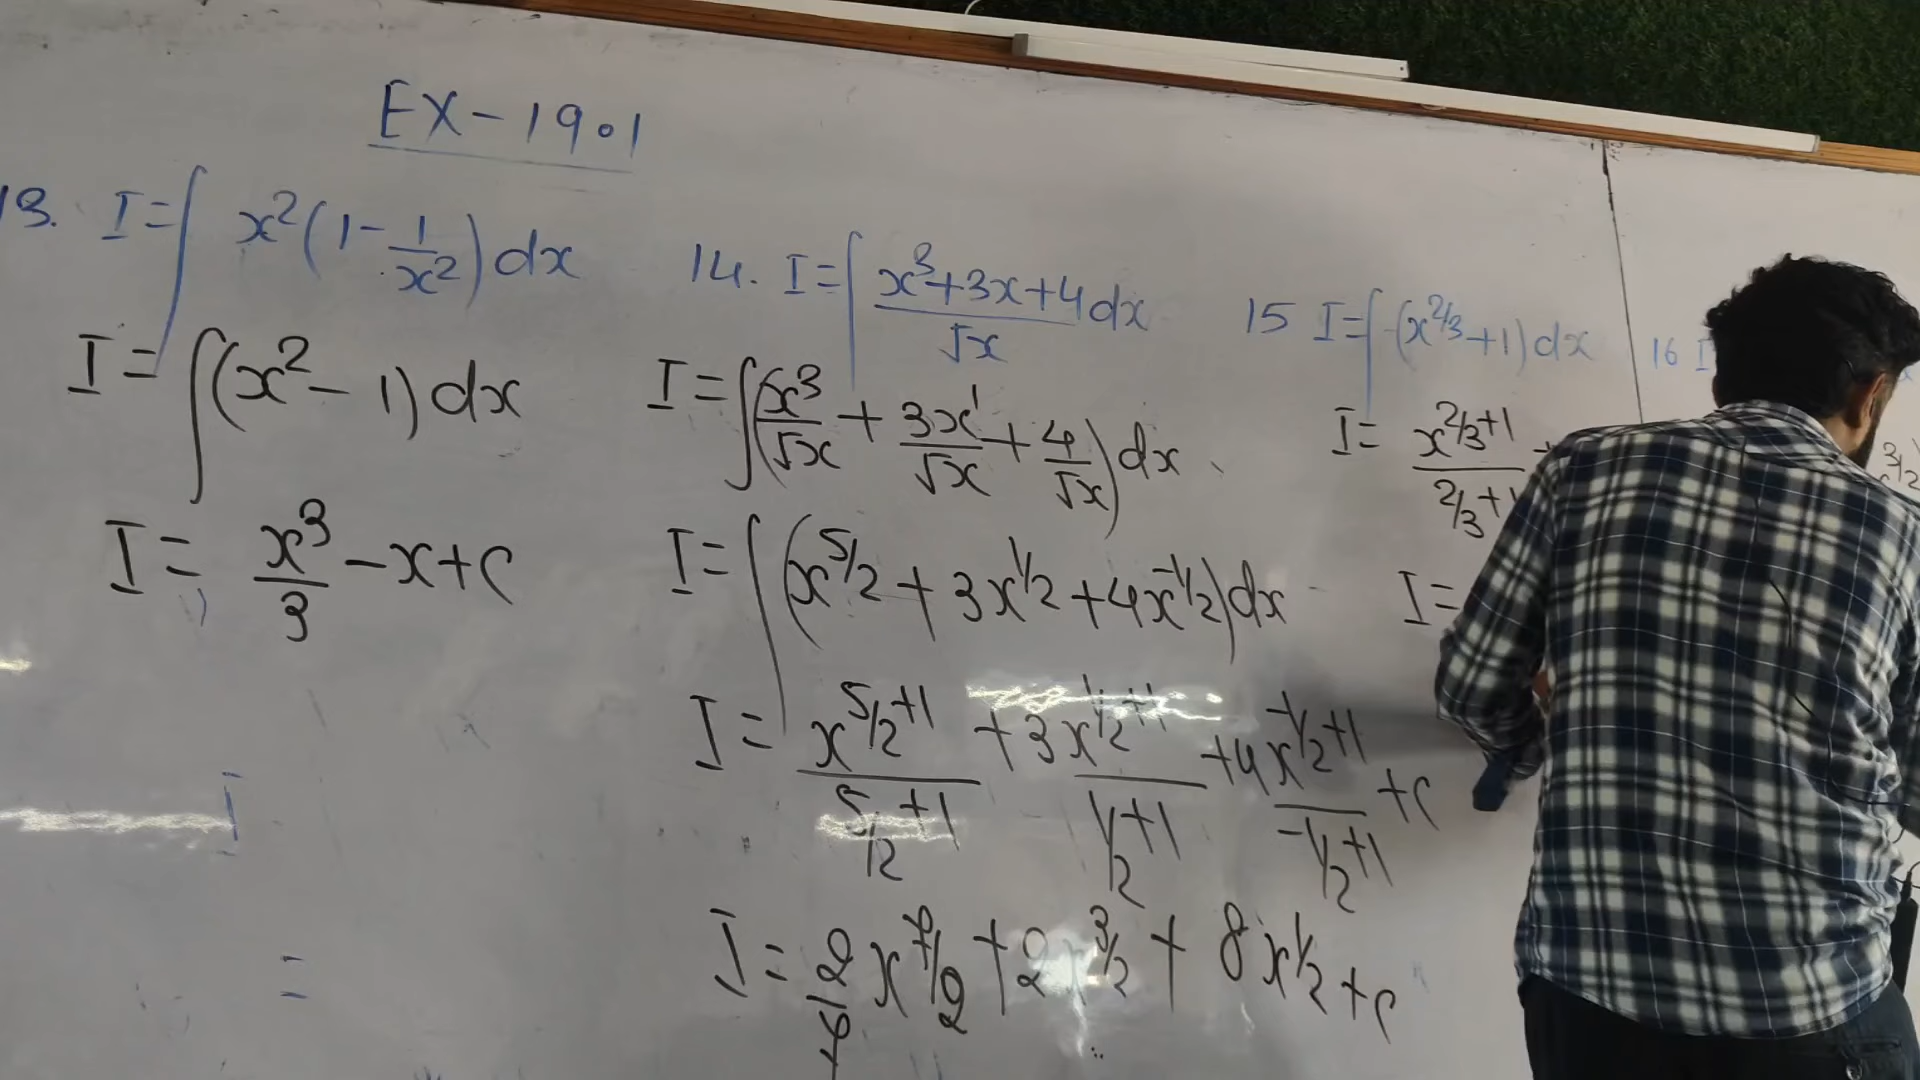 EX-19.1
13. I = ∫ x²(1 - 1/x²) dx
I = ∫(x² - 1) dx
I = x³/3 - x + c
14. I = ∫ x³+3x+4/√x dx
I = ∫(x³/√x + 3x¹/√x + 4/√x) dx
I = ∫(x^5/2 + 3x^1/2 + 4x^-1/2) dx
I = x^5/2+1/5/2+1 + 3x^1/2+1/1/2+1 + 4x^-1/2+1/-1/2+1 + c
I = 2/7 x^7/2 + 2x^3/2 + 8x^1/2 + c
15 I = ∫(x^2/3+1) dx
I = x^2/3+1/2/3+1
I =
16 I
3/2